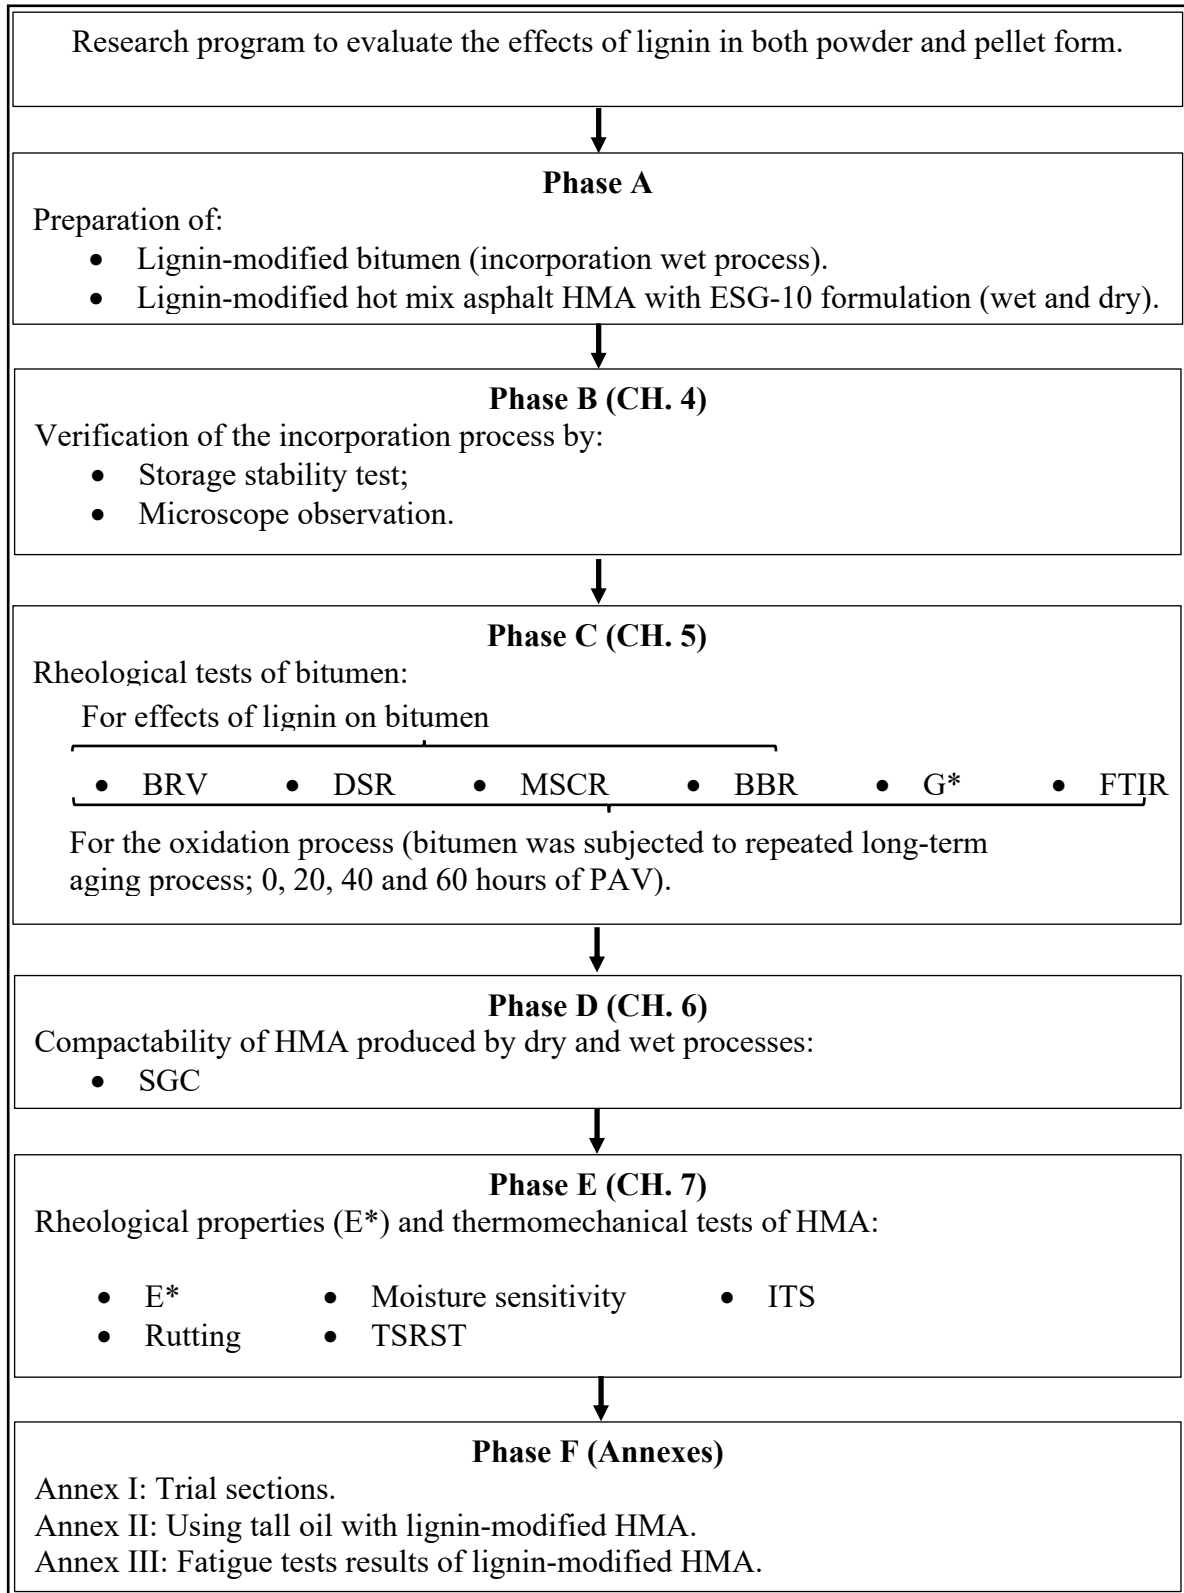 Research program to evaluate the effects of lignin in both powder and pellet form.
Phase A
Preparation of:
• Lignin-modified bitumen (incorporation wet process).
• Lignin-modified hot mix asphalt HMA with ESG-10 formulation (wet and dry).
Phase B (CH. 4)
Verification of the incorporation process by:
• Storage stability test;
• Microscope observation.
Phase C (CH. 5)
Rheological tests of bitumen:
For effects of lignin on bitumen
• BRV • DSR • MSCR • BBR • G* • FTIR
For the oxidation process (bitumen was subjected to repeated long-term
aging process; 0, 20, 40 and 60 hours of PAV).
Phase D (CH. 6)
Compactability of HMA produced by dry and wet processes:
• SGC
Phase E (CH. 7)
Rheological properties (E*) and thermomechanical tests of HMA:
• E* • Moisture sensitivity • ITS
• Rutting • TSRST
Phase F (Annexes)
Annex I: Trial sections.
Annex II: Using tall oil with lignin-modified HMA.
Annex III: Fatigue tests results of lignin-modified HMA.